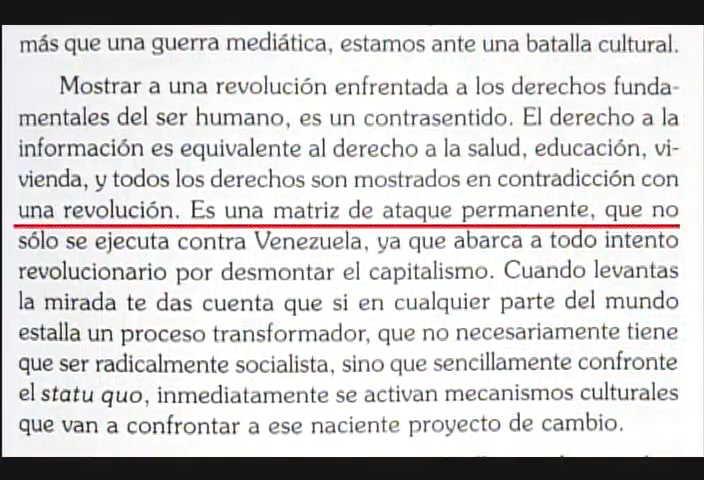 más que una guerra mediática, estamos ante una batalla cultural.
Mostrar a una revolución enfrentada a los derechos funda-
mentales del ser humano, es un contrasentido. El derecho a la
información es equivalente al derecho a la salud, educación, vi-
vienda, y todos los derechos son mostrados en contradicción con
una revolución. Es una matriz de ataque permanente, que no
sólo se ejecuta contra Venezuela, ya que abarca a todo intento
revolucionario por desmontar el capitalismo. Cuando levantas
la mirada te das cuenta que si en cualquier parte del mundo
estalla un proceso transformador, que no necesariamente tiene
que ser radicalmente socialista, sino que sencillamente confronte
el statu quo, inmediatamente se activan mecanismos culturales
que van a confrontar a ese naciente proyecto de cambio.